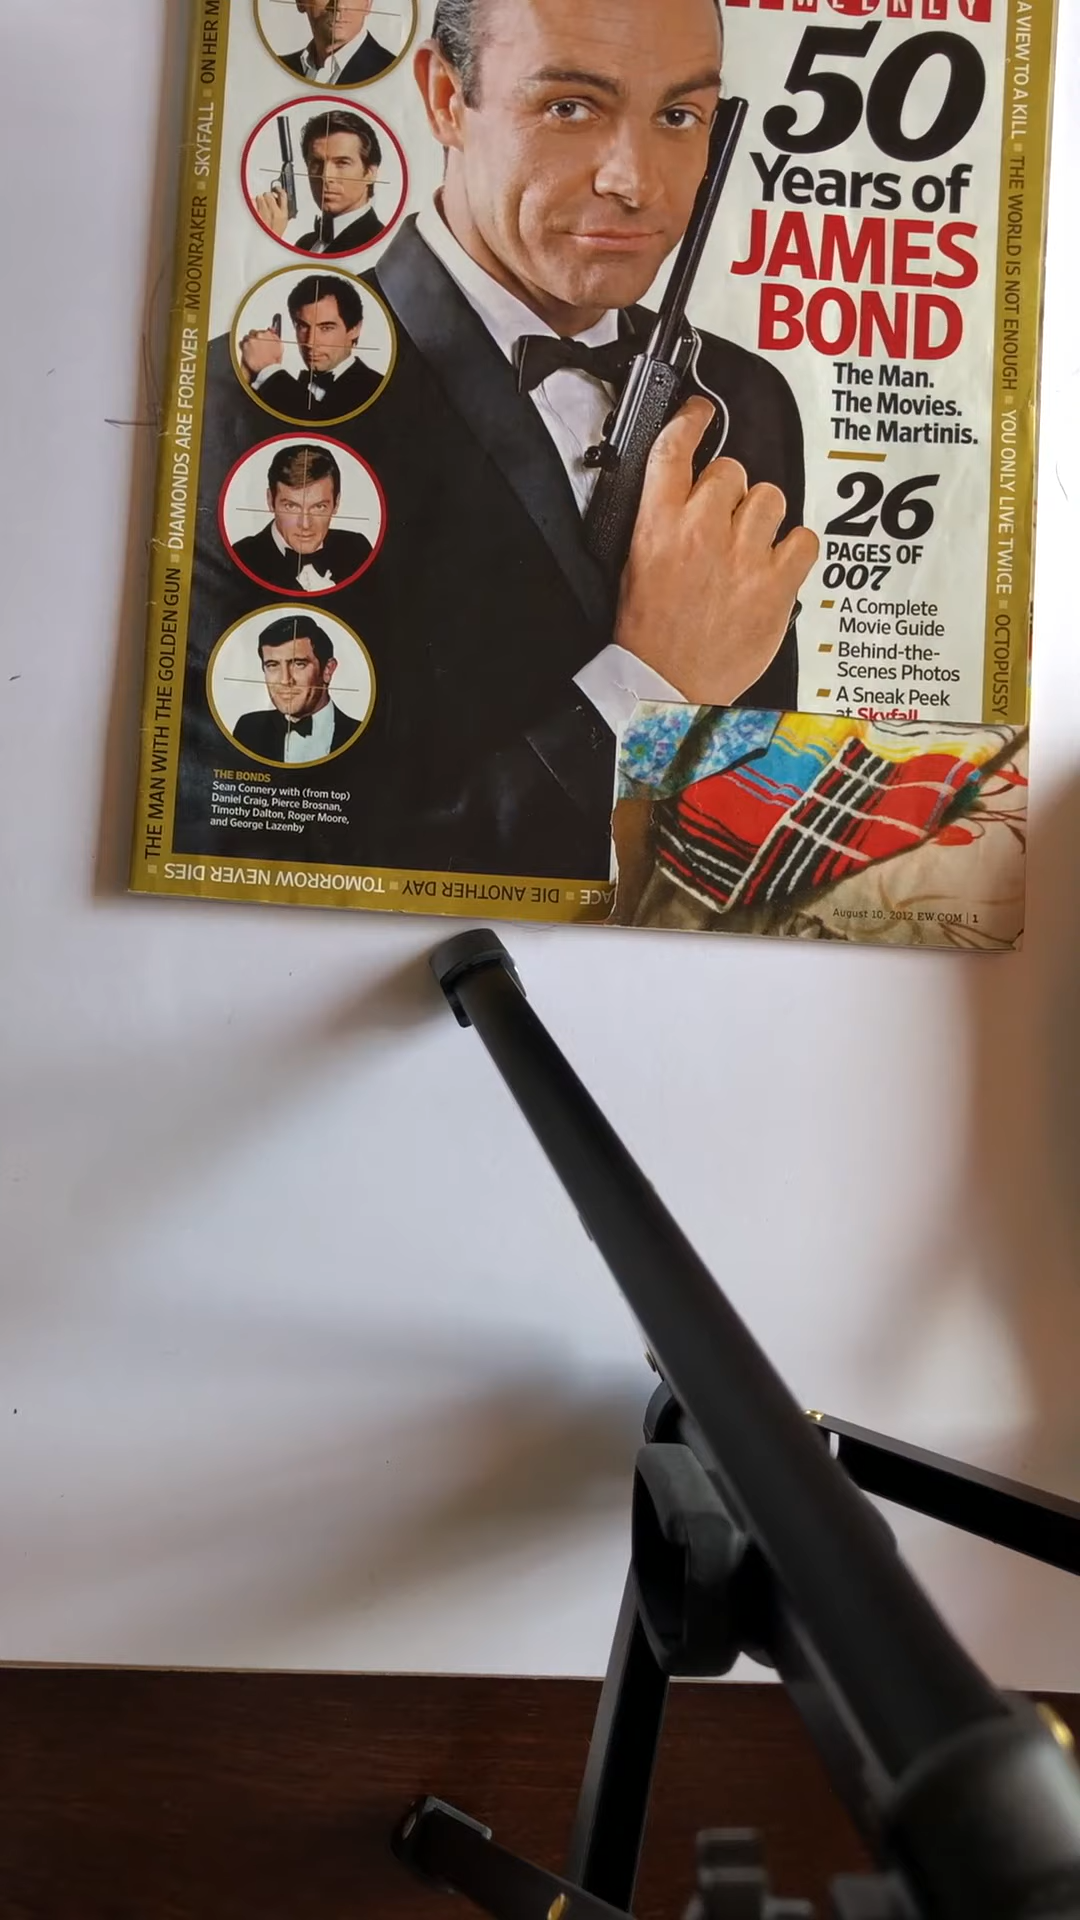 WEEKLY
50
Years of
JAMES
BOND
The Man.
The Movies.
The Martinis.
26
PAGES OF
007
A Complete
Movie Guide
Behind-the-
Scenes Photos
A Sneak Peek
at Skyfall
THE BONDS
Sean Connery with (from top)
Daniel Craig, Pierce Brosnan,
Timothy Dalton, Roger Moore,
and George Lazenby
THE MAN WITH THE GOLDEN GUN ▪ DIAMONDS ARE FOREVER ▪ MOONRAKER ▪ SKYFALL ▪ ON HER
A VIEW TO A KILL ▪ THE WORLD IS NOT ENOUGH ▪ YOU ONLY LIVE TWICE ▪ OCTOPUSSY
DIE ANOTHER DAY ▪ TOMORROW NEVER DIES ▪
August 10, 2012 EW.COM | 1